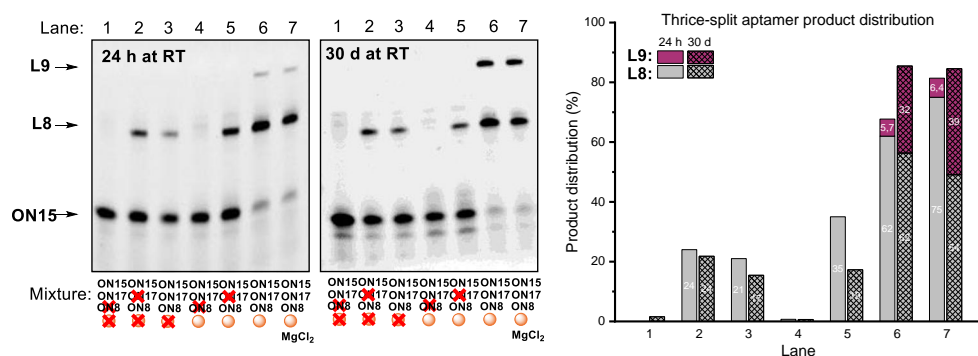 Lane:
1 2 3 4 5 6 7
24 h at RT
L9
L8
ON15
1 2 3 4 5 6 7
30 d at RT
Mixture:
ON15 ON15 ON15 ON15 ON15 ON15 ON15
ON17 ON17 ON17 ON17 ON17 ON17 ON17
ON8 ON8 ON8 ON8 ON8 ON8 ON8
MgCl2
ON15 ON15 ON15 ON15 ON15 ON15 ON15
ON17 ON17 ON17 ON17 ON17 ON17 ON17
ON8 ON8 ON8 ON8 ON8 ON8 ON8
MgCl2
Thrice-split aptamer product distribution
24 h 30 d
L9:
L8:
Product distribution (%)
100
80
60
40
20
0
24
21
35
62
5,7
32
75
6,4
39
1 2 3 4 5 6 7
Lane